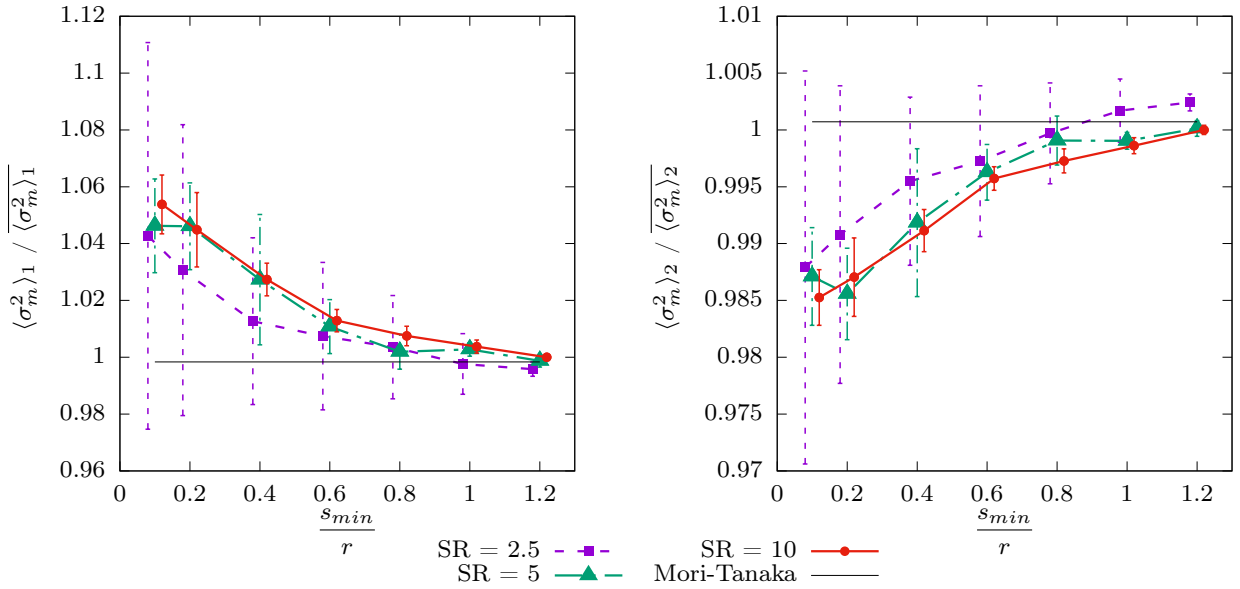 1.12
1.1
1.08
1.06
1.04
1.02
1
0.98
0.96
0 0.2 0.4 0.6 0.8 1 1.2
⟨σ²ₘ⟩₁ / ⟨σ²ₘ⟩₁
s_min
r
1.01
1.005
1
0.995
0.99
0.985
0.98
0.975
0.97
0 0.2 0.4 0.6 0.8 1 1.2
⟨σ²ₘ⟩₂ / ⟨σ²ₘ⟩₂
s_min
r
SR = 2.5
SR = 5
SR = 10
Mori-Tanaka